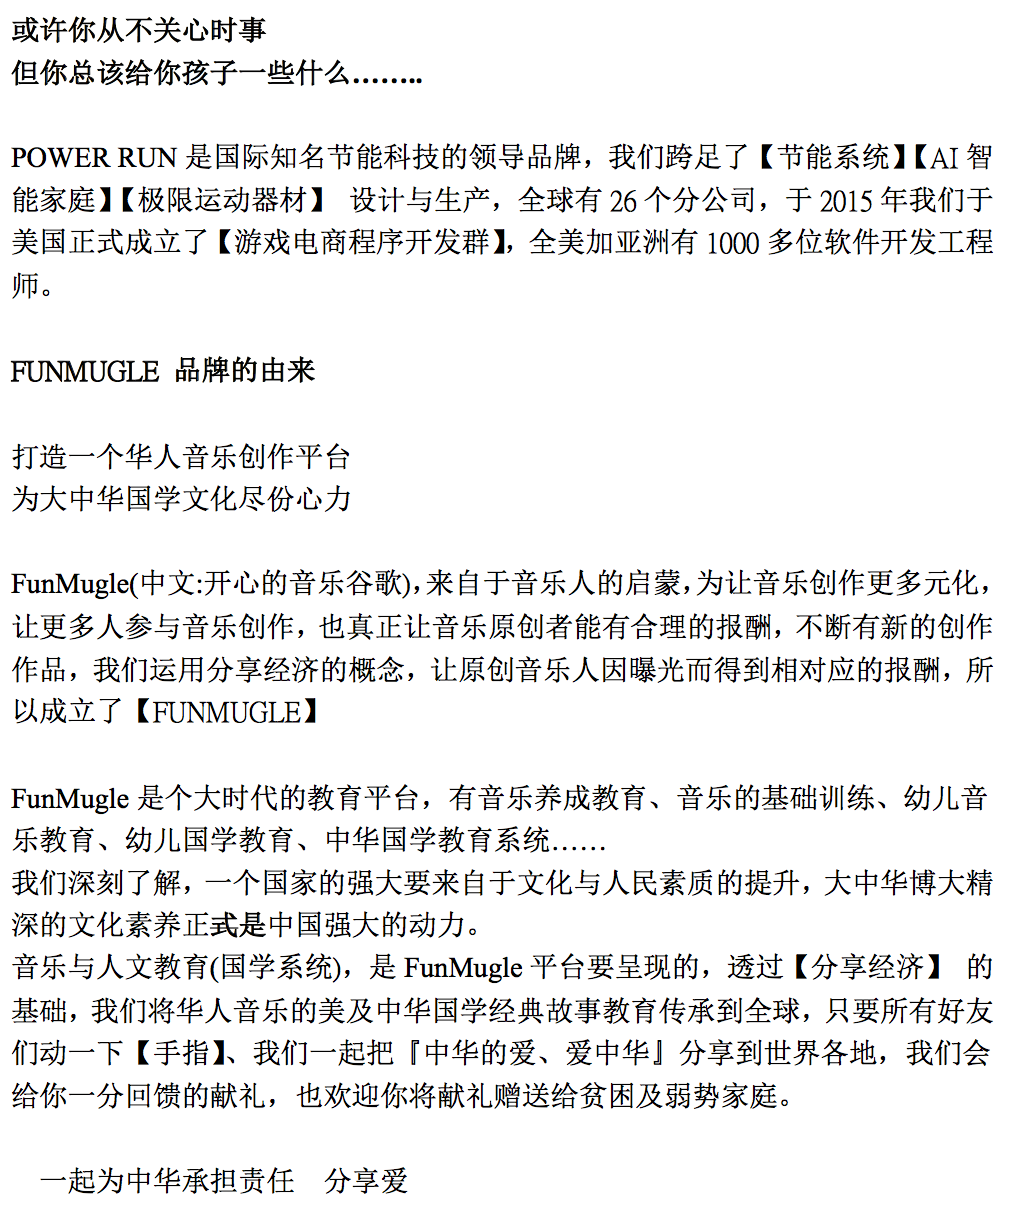 或许你从不关心时事
但你总该给你孩子一些什么……..
POWER RUN 是国际知名节能科技的领导品牌，我们跨足了【节能系统】【AI 智
能家庭】【极限运动器材】 设计与生产，全球有 26 个分公司，于 2015 年我们于
美国正式成立了【游戏电商程序开发群】，全美加亚洲有 1000 多位软件开发工程
师。
FUNMUGLE 品牌的由来
打造一个华人音乐创作平台
为大中华国学文化尽份心力
FunMugle(中文:开心的音乐谷歌)，来自于音乐人的启蒙，为让音乐创作更多元化，
让更多人参与音乐创作，也真正让音乐原创者能有合理的报酬，不断有新的创作
作品，我们运用分享经济的概念，让原创音乐人因曝光而得到相对应的报酬，所
以成立了【FUNMUGLE】
FunMugle 是个大时代的教育平台，有音乐养成教育、音乐的基础训练、幼儿音
乐教育、幼儿国学教育、中华国学教育系统……
我们深刻了解，一个国家的强大要来自于文化与人民素质的提升，大中华博大精
深的文化素养正式是中国强大的动力。
音乐与人文教育(国学系统)，是 FunMugle 平台要呈现的，透过【分享经济】 的
基础，我们将华人音乐的美及中华国学经典故事教育传承到全球，只要所有好友
们动一下【手指】、我们一起把『中华的爱、爱中华』分享到世界各地，我们会
给你一分回馈的献礼，也欢迎你将献礼赠送给贫困及弱势家庭。
一起为中华承担责任　分享爱